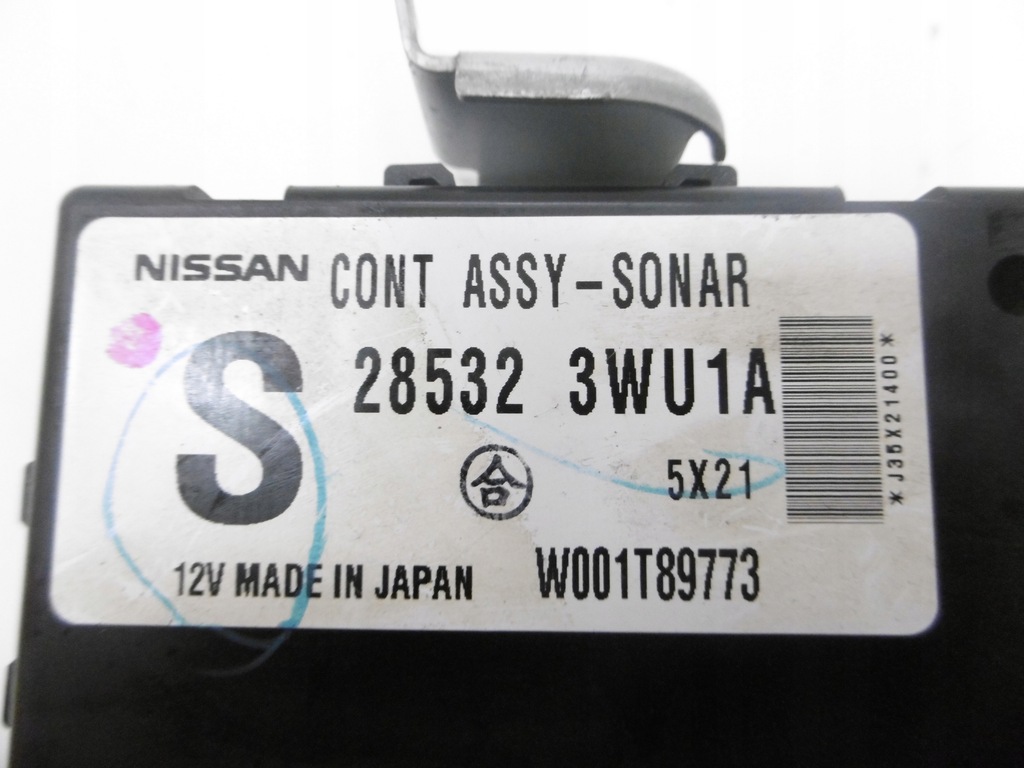 NISSAN CONT ASSY-SONAR
S 28532 3WU1A
合 5X21
12V MADE IN JAPAN W001T89773
*J35X21400*